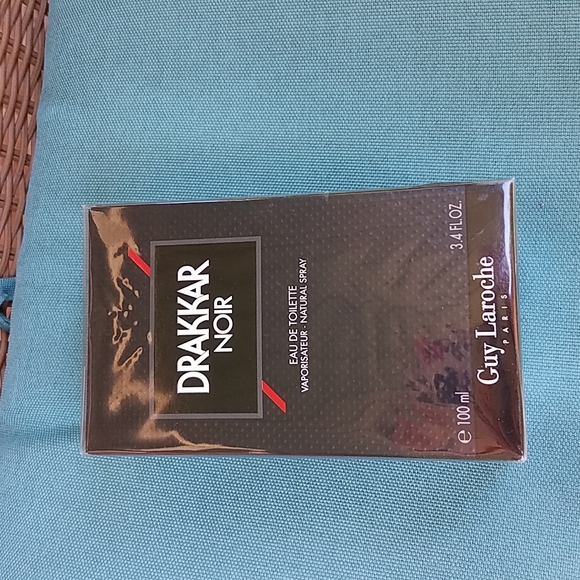 DRAKKAR
NOIR
EAU DE TOILETTE
VAPORISATEUR - NATURAL SPRAY
℮ 100 ml 3.4 FL.OZ.
Guy Laroche
PARIS